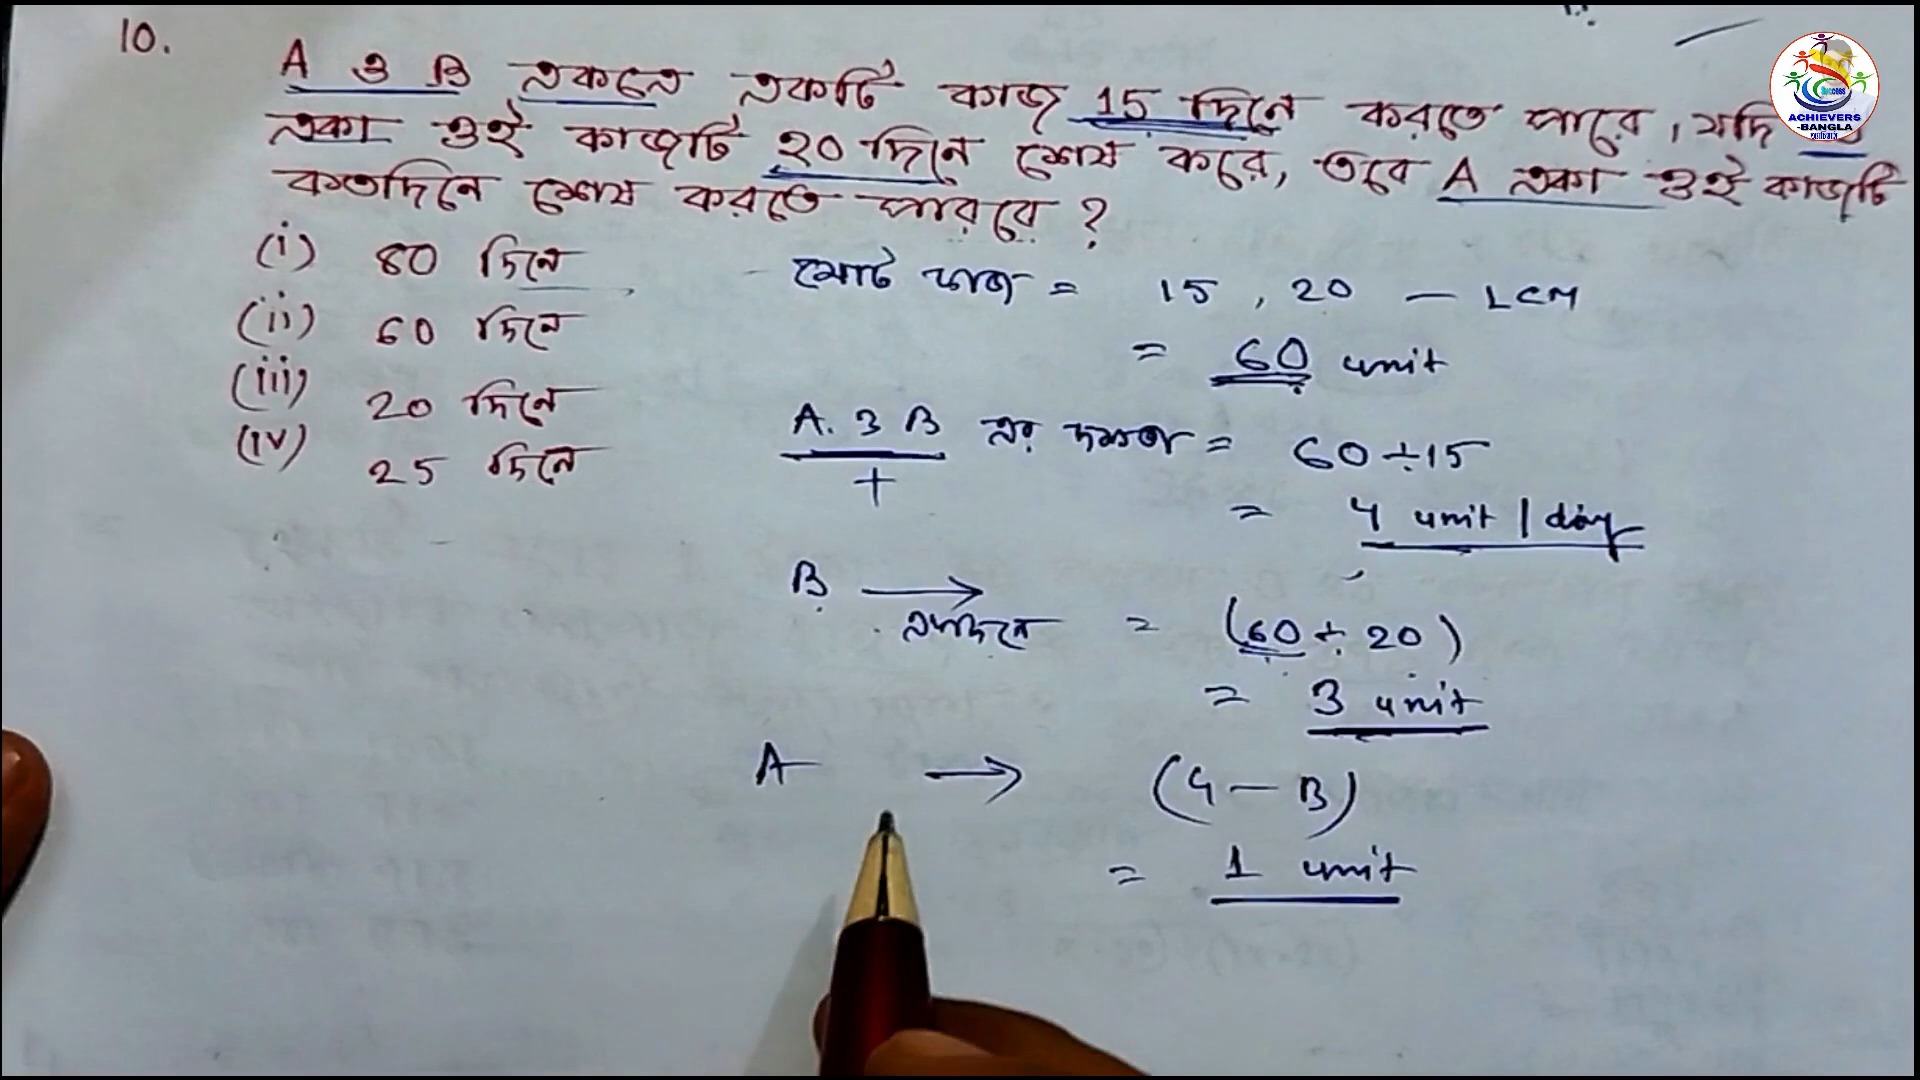 10.
A ও B একত্রে একটি কাজ 15 দিনে করতে পারে, যদি
একা ওই কাজটি 20 দিনে শেষ করে, তবে A একা ওই কাজটি
কতদিনে শেষ করতে পারবে ?
(i) 80 দিনে
(ii) 60 দিনে
(iii) 20 দিনে
(iv) 25 দিনে
মোট কাজ = 15, 20 — LCM
= 60 unit
A ও B এর দক্ষতা = 60 ÷ 15
+
= 4 unit / day
B →
একদিনে = (60 ÷ 20)
= 3 unit
A → (4 — B)
= 1 unit
Success
ACHIEVERS
-BANGLA